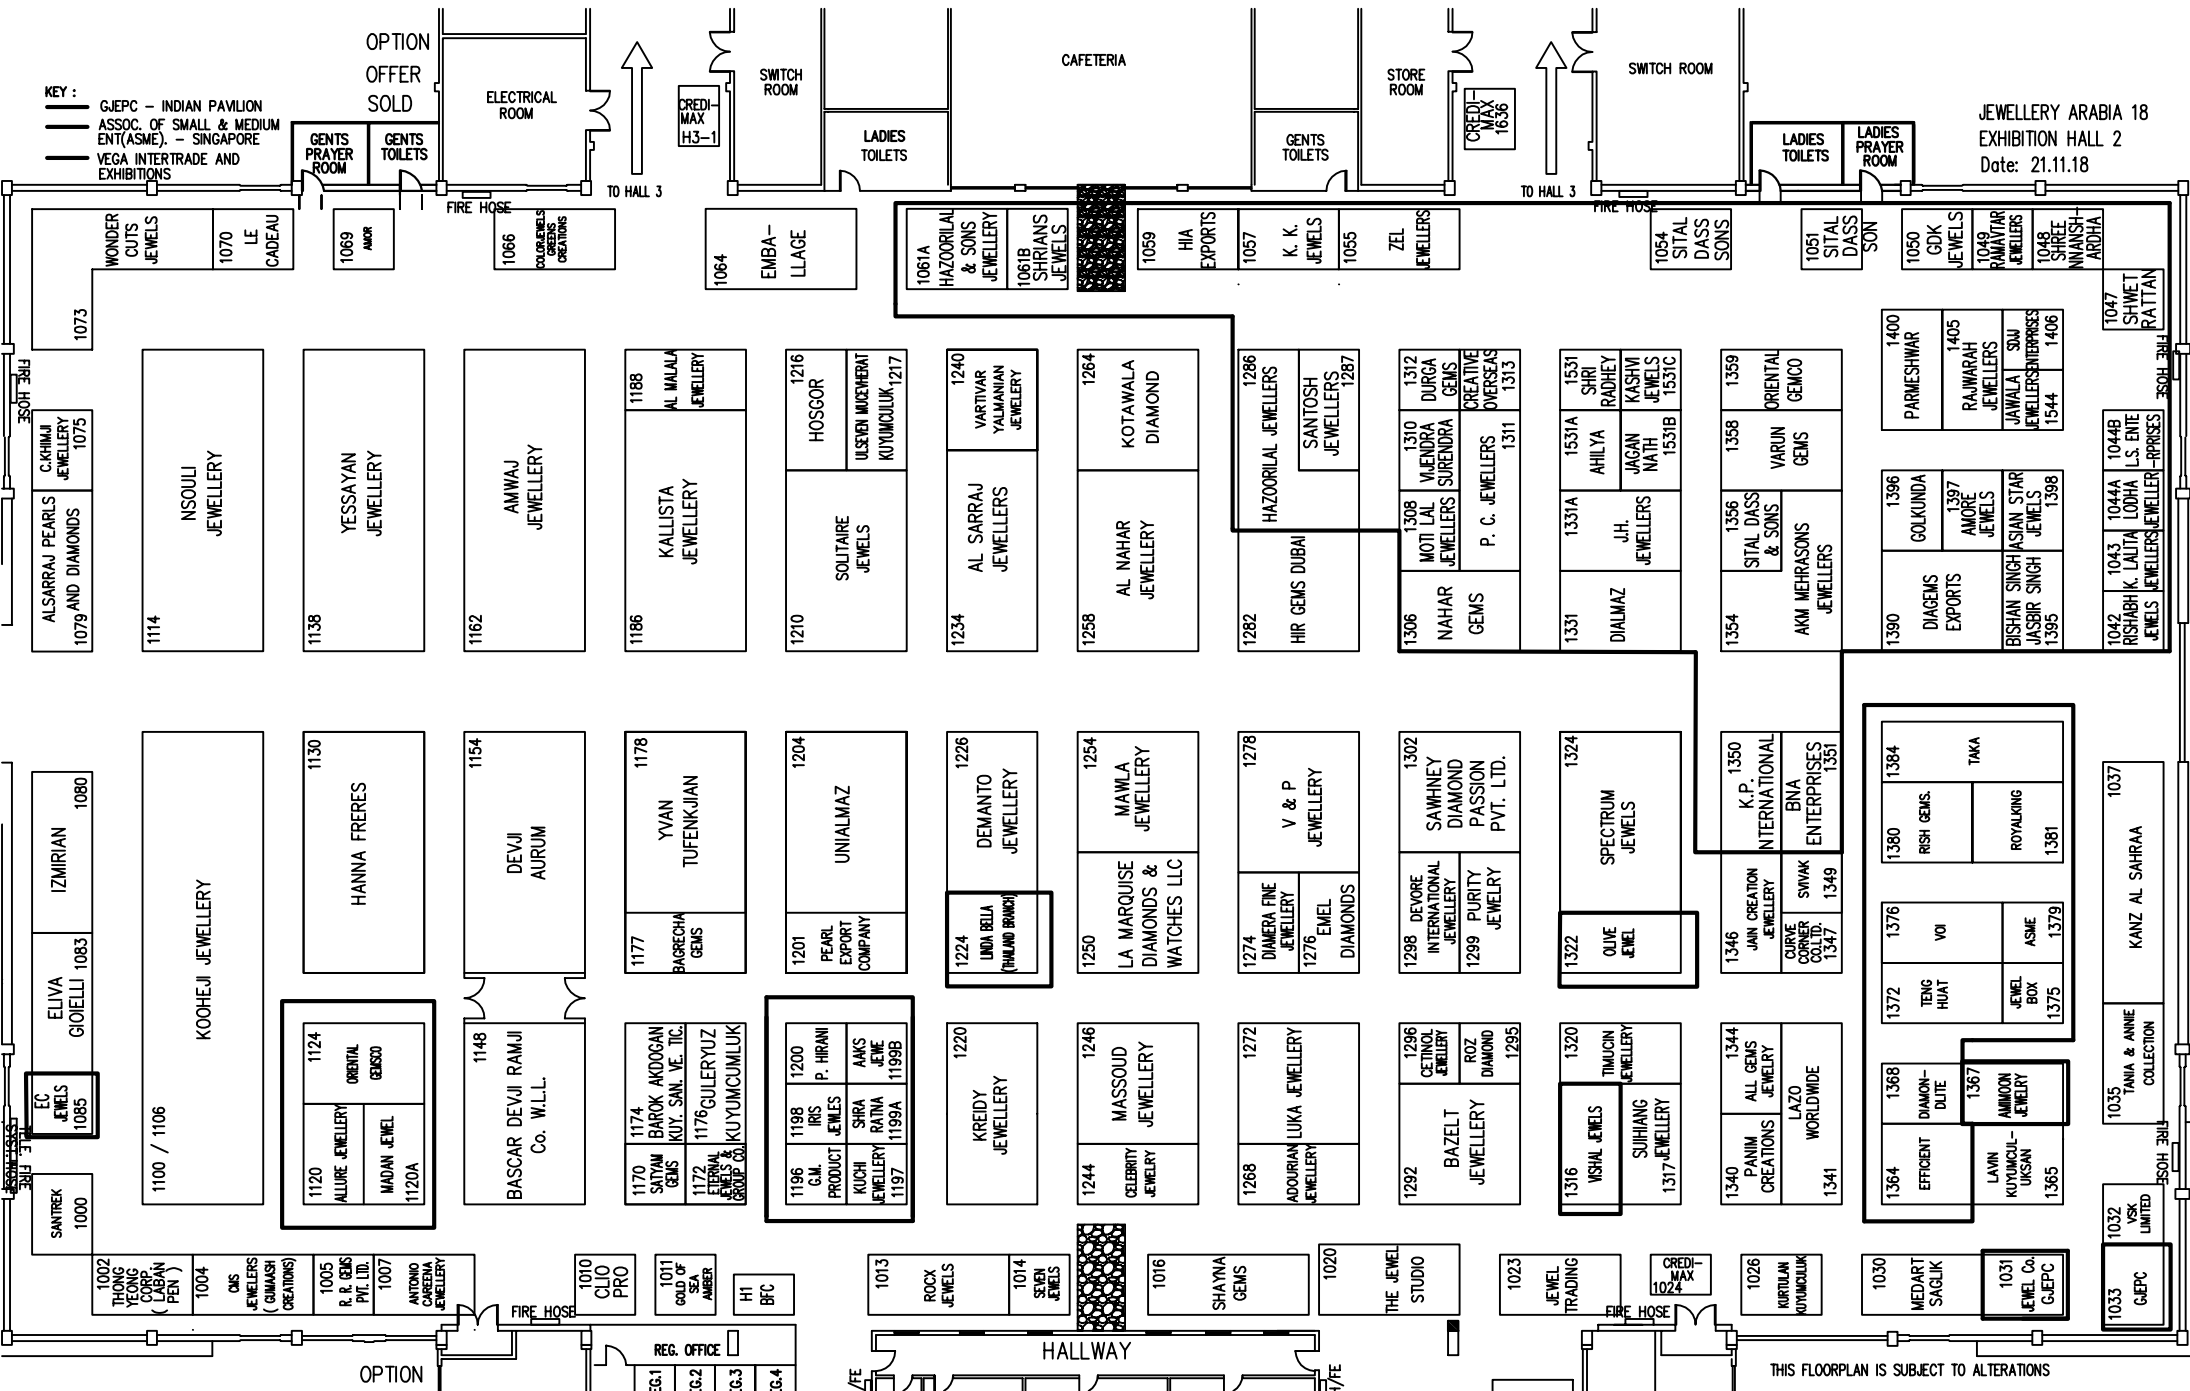 OPTION
OFFER
SOLD
KEY :
GJEPC – INDIAN PAVILION
ASSOC. OF SMALL & MEDIUM
ENT(ASME). – SINGAPORE
VEGA INTERTRADE AND
EXHIBITIONS
GENTS
PRAYER
ROOM
GENTS
TOILETS
ELECTRICAL
ROOM
TO HALL 3
FIRE HOSE
CREDI-
MAX
H3-1
SWITCH
ROOM
LADIES
TOILETS
CAFETERIA
GENTS
TOILETS
STORE
ROOM
CREDI-
MAX
1636
TO HALL 3
SWITCH ROOM
FIRE HOSE
LADIES
TOILETS
LADIES
PRAYER
ROOM
JEWELLERY ARABIA 18
EXHIBITION HALL 2
Date: 21.11.18
WONDER
CUTS
JEWELS
1073
1070
LE
CADEAU
1069
AMOR
1066
COLORJEWELS
GREENS
CREATIONS
1064
EMBA-
LLAGE
1061A
HAZOORILAL
& SONS
JEWELLERY
1061B
SHRIANS
JEWELS
1059
HIA
EXPORTS
1057
K. K.
JEWELS
1055
ZEL
JEWELLERS
1054
SITAL
DASS
SONS
1051
SITAL
DASS
SON
1050
GDK
JEWELS
1049
RAMAVTAR
JEWELLERS
1048
SHREE
NNANSH-
ARDHA
1047
SHWET
RATTAN
FIRE HOSE
C.KHIMJI
JEWELLERY
1075
ALSARRAJ PEARLS
AND DIAMONDS
1079
NSOULI
JEWELLERY
1114
YESSAYAN
JEWELLERY
1138
AMWAJ
JEWELLERY
1162
1188
AL MALALA
JEWELLERY
KALLISTA
JEWELLERY
1186
1216
HOSGOR
ULSEVEN MUCEVHERAT
KUYUMCULUK
1217
SOLITAIRE
JEWELS
1210
1240
VARTIVAR
YALMANIAN
JEWELERY
AL SARRAJ
JEWELLERS
1234
1264
KOTAWALA
DIAMOND
AL NAHAR
JEWELLERY
1258
1286
HAZOORILAL JEWELLERS
SANTOSH
JEWELLERS
1287
HIR GEMS DUBAI
1282
1312
DURGA
GEMS
CREATIVE
OVERSEAS
1313
1310
VIJENDRA
SURENDRA
P. C. JEWELLERS
1311
1308
MOTI LAL
JEWELLERS
1306
NAHAR
GEMS
1531
SHRI
RADHEY
KASHVI
JEWELS
1531C
1531A
AHILYA
JAGAN
NATH
1531B
1331A
J.H.
JEWELLERS
1331
DIALMAZ
1359
ORIENTAL
GEMCO
1358
VARUN
GEMS
1356
SITAL DASS
& SONS
AKM MEHRASONS
JEWELLERS
1354
1400
PARMESHWAR
1405
RAJWARAH
JEWELLERS
ENTERPRISES
1406
JAWALA
JEWELLERS
1544
1396
GOLKUNDA
1397
AMORE
JEWELS
ASIAN STAR
JEWELS
1398
1390
DIAGEMS
EXPORTS
BISHAN SINGH
JASBIR SINGH
1395
FIRE HOSE
1044B
L.S. ENTE
-RPRISES
1044A
LODHA
JEWELLER
1043
K. LALITA
JEWELLERS
1042
RISHABH
JEWELS
IZMIRIAN
1080
ELIVA
GIOIELLI
1083
EC
JEWELS
1085
SANTREK
1000
KOOHEJI JEWELLERY
1100 / 1106
1130
HANNA FRERES
1124
ORIENTAL
GEMSCO
1120
ALLURE JEWELLERY
MADAN JEWEL
1120A
1154
DEVJI
AURUM
1148
BASCAR DEVJI RAMJI
Co. W.L.L.
1178
YVAN
TUFENKJIAN
1177
BAGRECHA
GEMS
1174
BAROK AKDOGAN
KUY. SAN. VE. TIC.
1176
GULERYUZ
KUYUMCUMLUK
1170
SATYAM
GEMS
1172
ETERNAL
JEWELS &
GROUP CO.
1204
UNIALMAZ
1201
PEARL
EXPORT
COMPANY
1200
P. HIRANI
AAKS
JEWE
1199B
1198
IRIS
JEWLES
SHRA
RATNA
1199A
1196
G.M.
PRODUCT
KUCHI
JEWELLERY
1197
1226
DEMANTO
JEWELLERY
1224
LINDA BELLA
(THAILAND BRANCH)
1220
KREIDY
JEWELLERY
1254
MAWLA
JEWELLERY
1250
LA MARQUISE
DIAMONDS &
WATCHES LLC
1246
MASSOUD
JEWELLERY
1244
CELEBRITY
JEWELRY
1278
V & P
JEWELLERY
1274
DIAMERA FINE
JEWELLERY
1276
EMEL
DIAMONDS
1272
LUKA JEWELLERY
1268
ADOURIAN
JEWELLERY
1302
SAWHNEY
DIAMOND
PASSION
PVT. LTD.
1298
DEVORE
INTERNATIONAL
JEWELLERY
1299
PURITY
JEWELRY
1296
CETINOL
JEWELLERY
ROZ
DIAMOND
1295
1292
BAZELT
JEWELLERY
1324
SPECTRUM
JEWELS
1322
OLIVE
JEWEL
1320
TIMUCIN
JEWELLERY
1316
VISHAL JEWELS
SUIHIANG
JEWELLERY
1317
1350
K.P.
INTERNATIONAL
BNA
ENTERPRISES
1351
1346
JAIN CREATION
JEWELLERY
SVIVAK
1349
CURVE
CORNER
CO.LTD.
1347
1344
ALL GEMS
JEWELRY
LAZO
WORLDWIDE
1341
1340
PANIM
CREATIONS
1384
TAKA
1380
RISH GEMS.
ROYALKING
1381
1376
VOI
ASME
1379
1372
TENG
HUAT
JEWEL
BOX
1375
1368
DIAMON-
DLITE
1367
AMIMOON
JEWELERY
1364
EFFICIENT
LAVIN
KUYUMCUL-
UKSAN
1365
1037
KANZ AL SAHRAA
1035
TANIA & ANNIE
COLLECTION
FIRE HOSE
1032
VSK
LIMITED
1033
GJEPC
1002
THONG
YEONG
CORP.
( LABAN
PEN )
1004
CMS
JEWELERS
( GUMAASH
CREATIONS)
1005
R. R. GEMS
PVT. LTD.
1007
ANTONIO
CAREENA
JEWELLERY
1010
CLIO
PRO
1011
GOLD OF
SEA
AMBER
H1
BFC
1013
ROCX
JEWELS
1014
SEVEN
JEWELS
1016
SHAYNA
GEMS
1020
THE JEWEL
STUDIO
1023
JEWEL
TRADING
CREDI-
MAX
1024
1026
KURTULAN
KUYUMCULUK
1030
MEDART
SAGLIK
1031
JEWEL Co.
GJEPC
FIRE HOSE
FIRE HOSE
REG. OFFICE
HALLWAY
OPTION
THIS FLOORPLAN IS SUBJECT TO ALTERATIONS